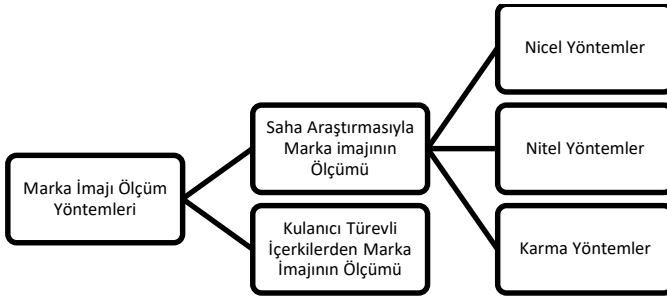 Marka İmajı Ölçüm
Yöntemleri
Saha Araştırmasıyla
Marka imajının
Ölçümü
Kulanıcı Türevli
İçerkilerden Marka
İmajının Ölçümü
Nicel Yöntemler
Nitel Yöntemler
Karma Yöntemler